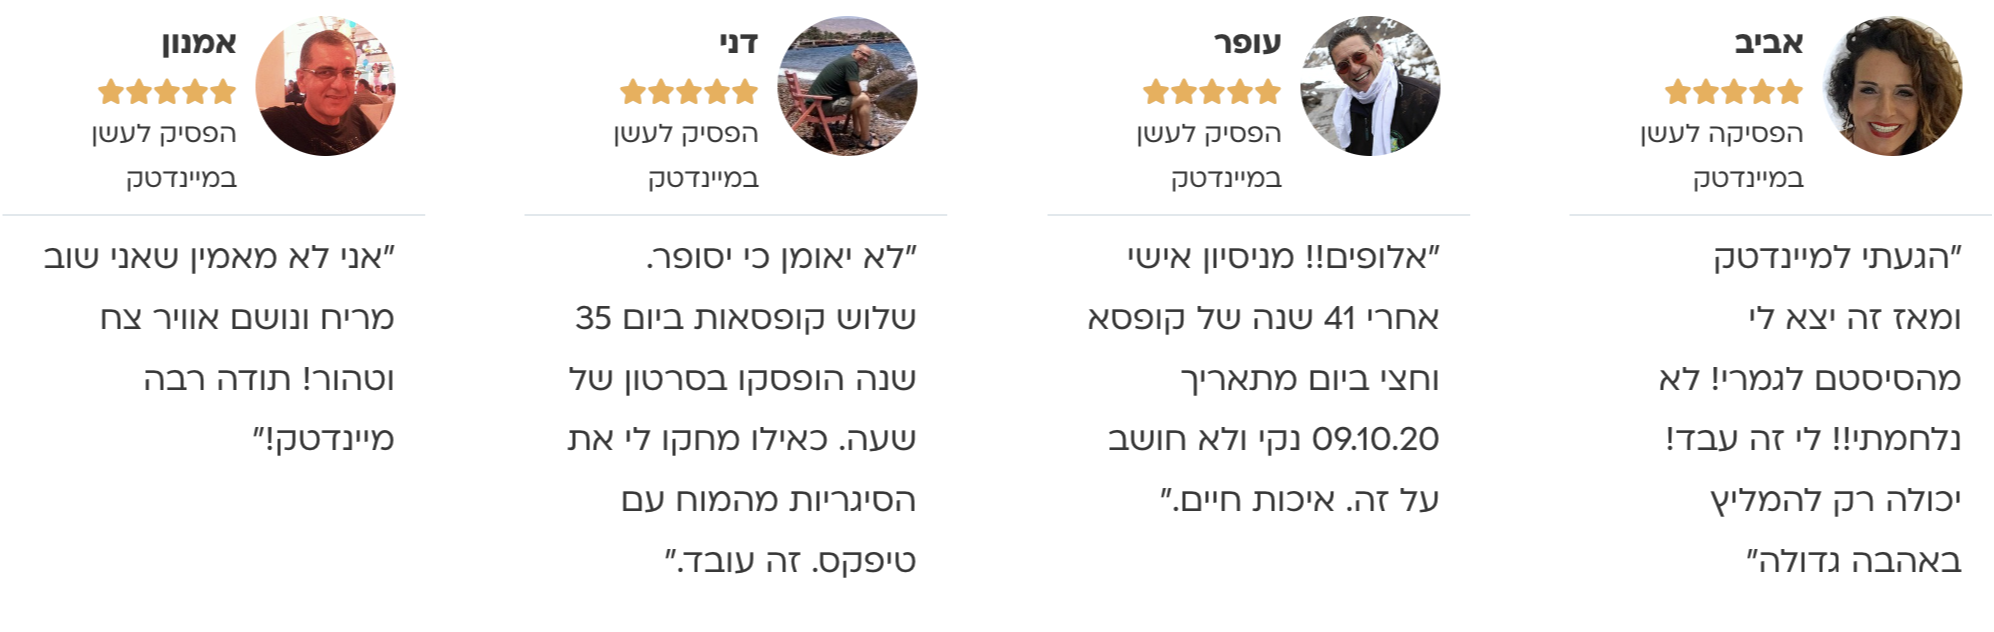 אביב
הפסיקה לעשן
במיינדטק
"הגעתי למיינדטק
ומאז זה יצא לי
מהסיסטם לגמרי! לא
נלחמתי!! לי זה עבד!
יכולה רק להמליץ
באהבה גדולה"
עופר
הפסיק לעשן
במיינדטק
"אלופים!! מניסיון אישי
אחרי 41 שנה של קופסא
וחצי ביום מתאריך
09.10.20 נקי ולא חושב
על זה. איכות חיים."
דני
הפסיק לעשן
במיינדטק
"לא יאומן כי יסופר.
שלוש קופסאות ביום 35
שנה הופסקו בסרטון של
שעה. כאילו מחקו לי את
הסיגריות מהמוח עם
טיפקס. זה עובד."
אמנון
הפסיק לעשן
במיינדטק
"אני לא מאמין שאני שוב
מריח ונושם אוויר צח
וטהור! תודה רבה
מיינדטק!"